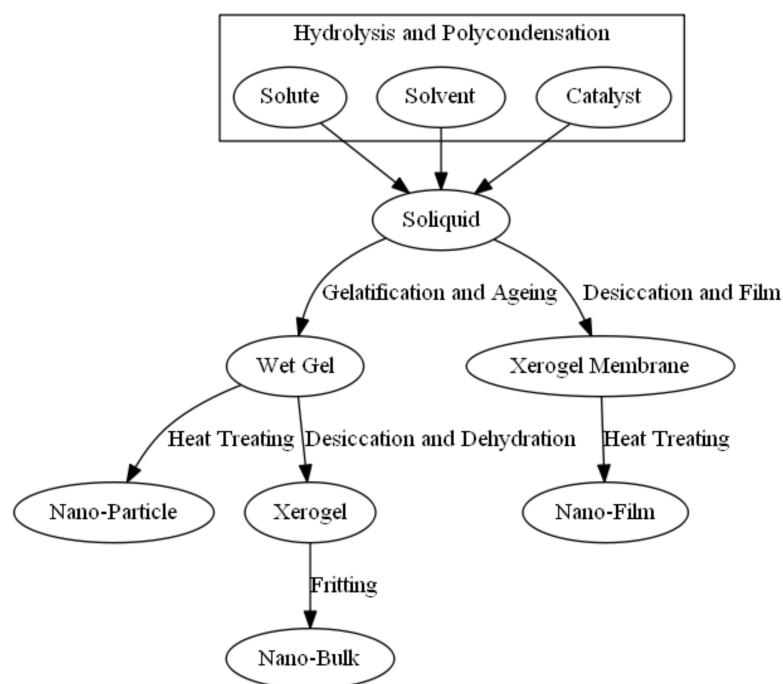 Hydrolysis and Polycondensation
Solute
Solvent
Catalyst
Soliquid
Gelatification and Ageing
Desiccation and Film
Wet Gel
Xerogel Membrane
Heat Treating
Desiccation and Dehydration
Heat Treating
Nano-Particle
Xerogel
Nano-Film
Fritting
Nano-Bulk